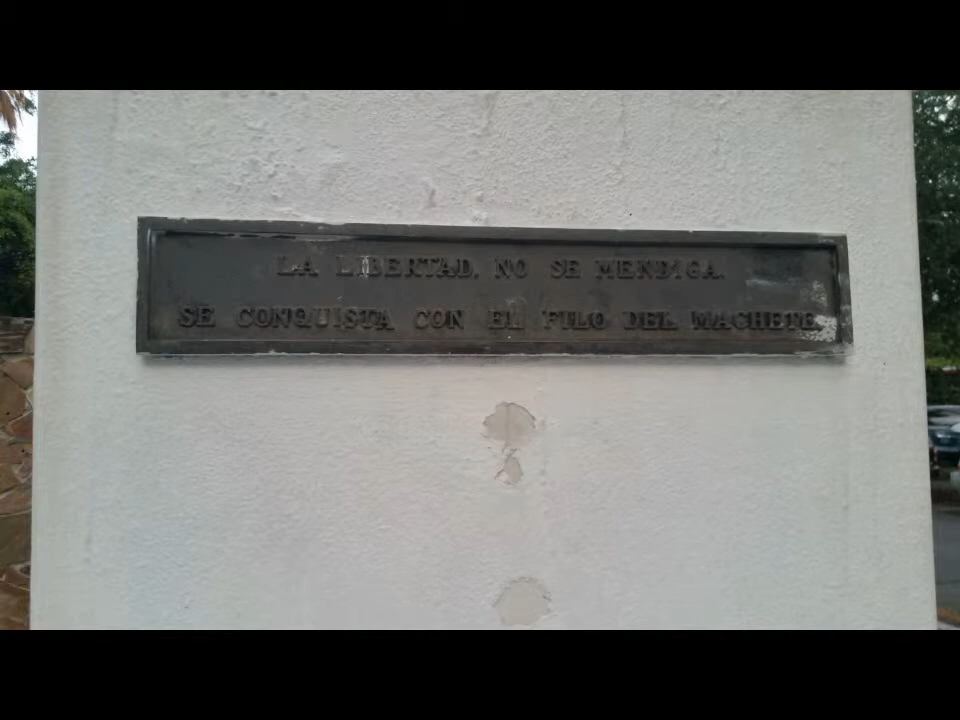 LA LIBERTAD, NO SE MENDIGA.
SE CONQUISTA CON EL FILO DEL MACHETE